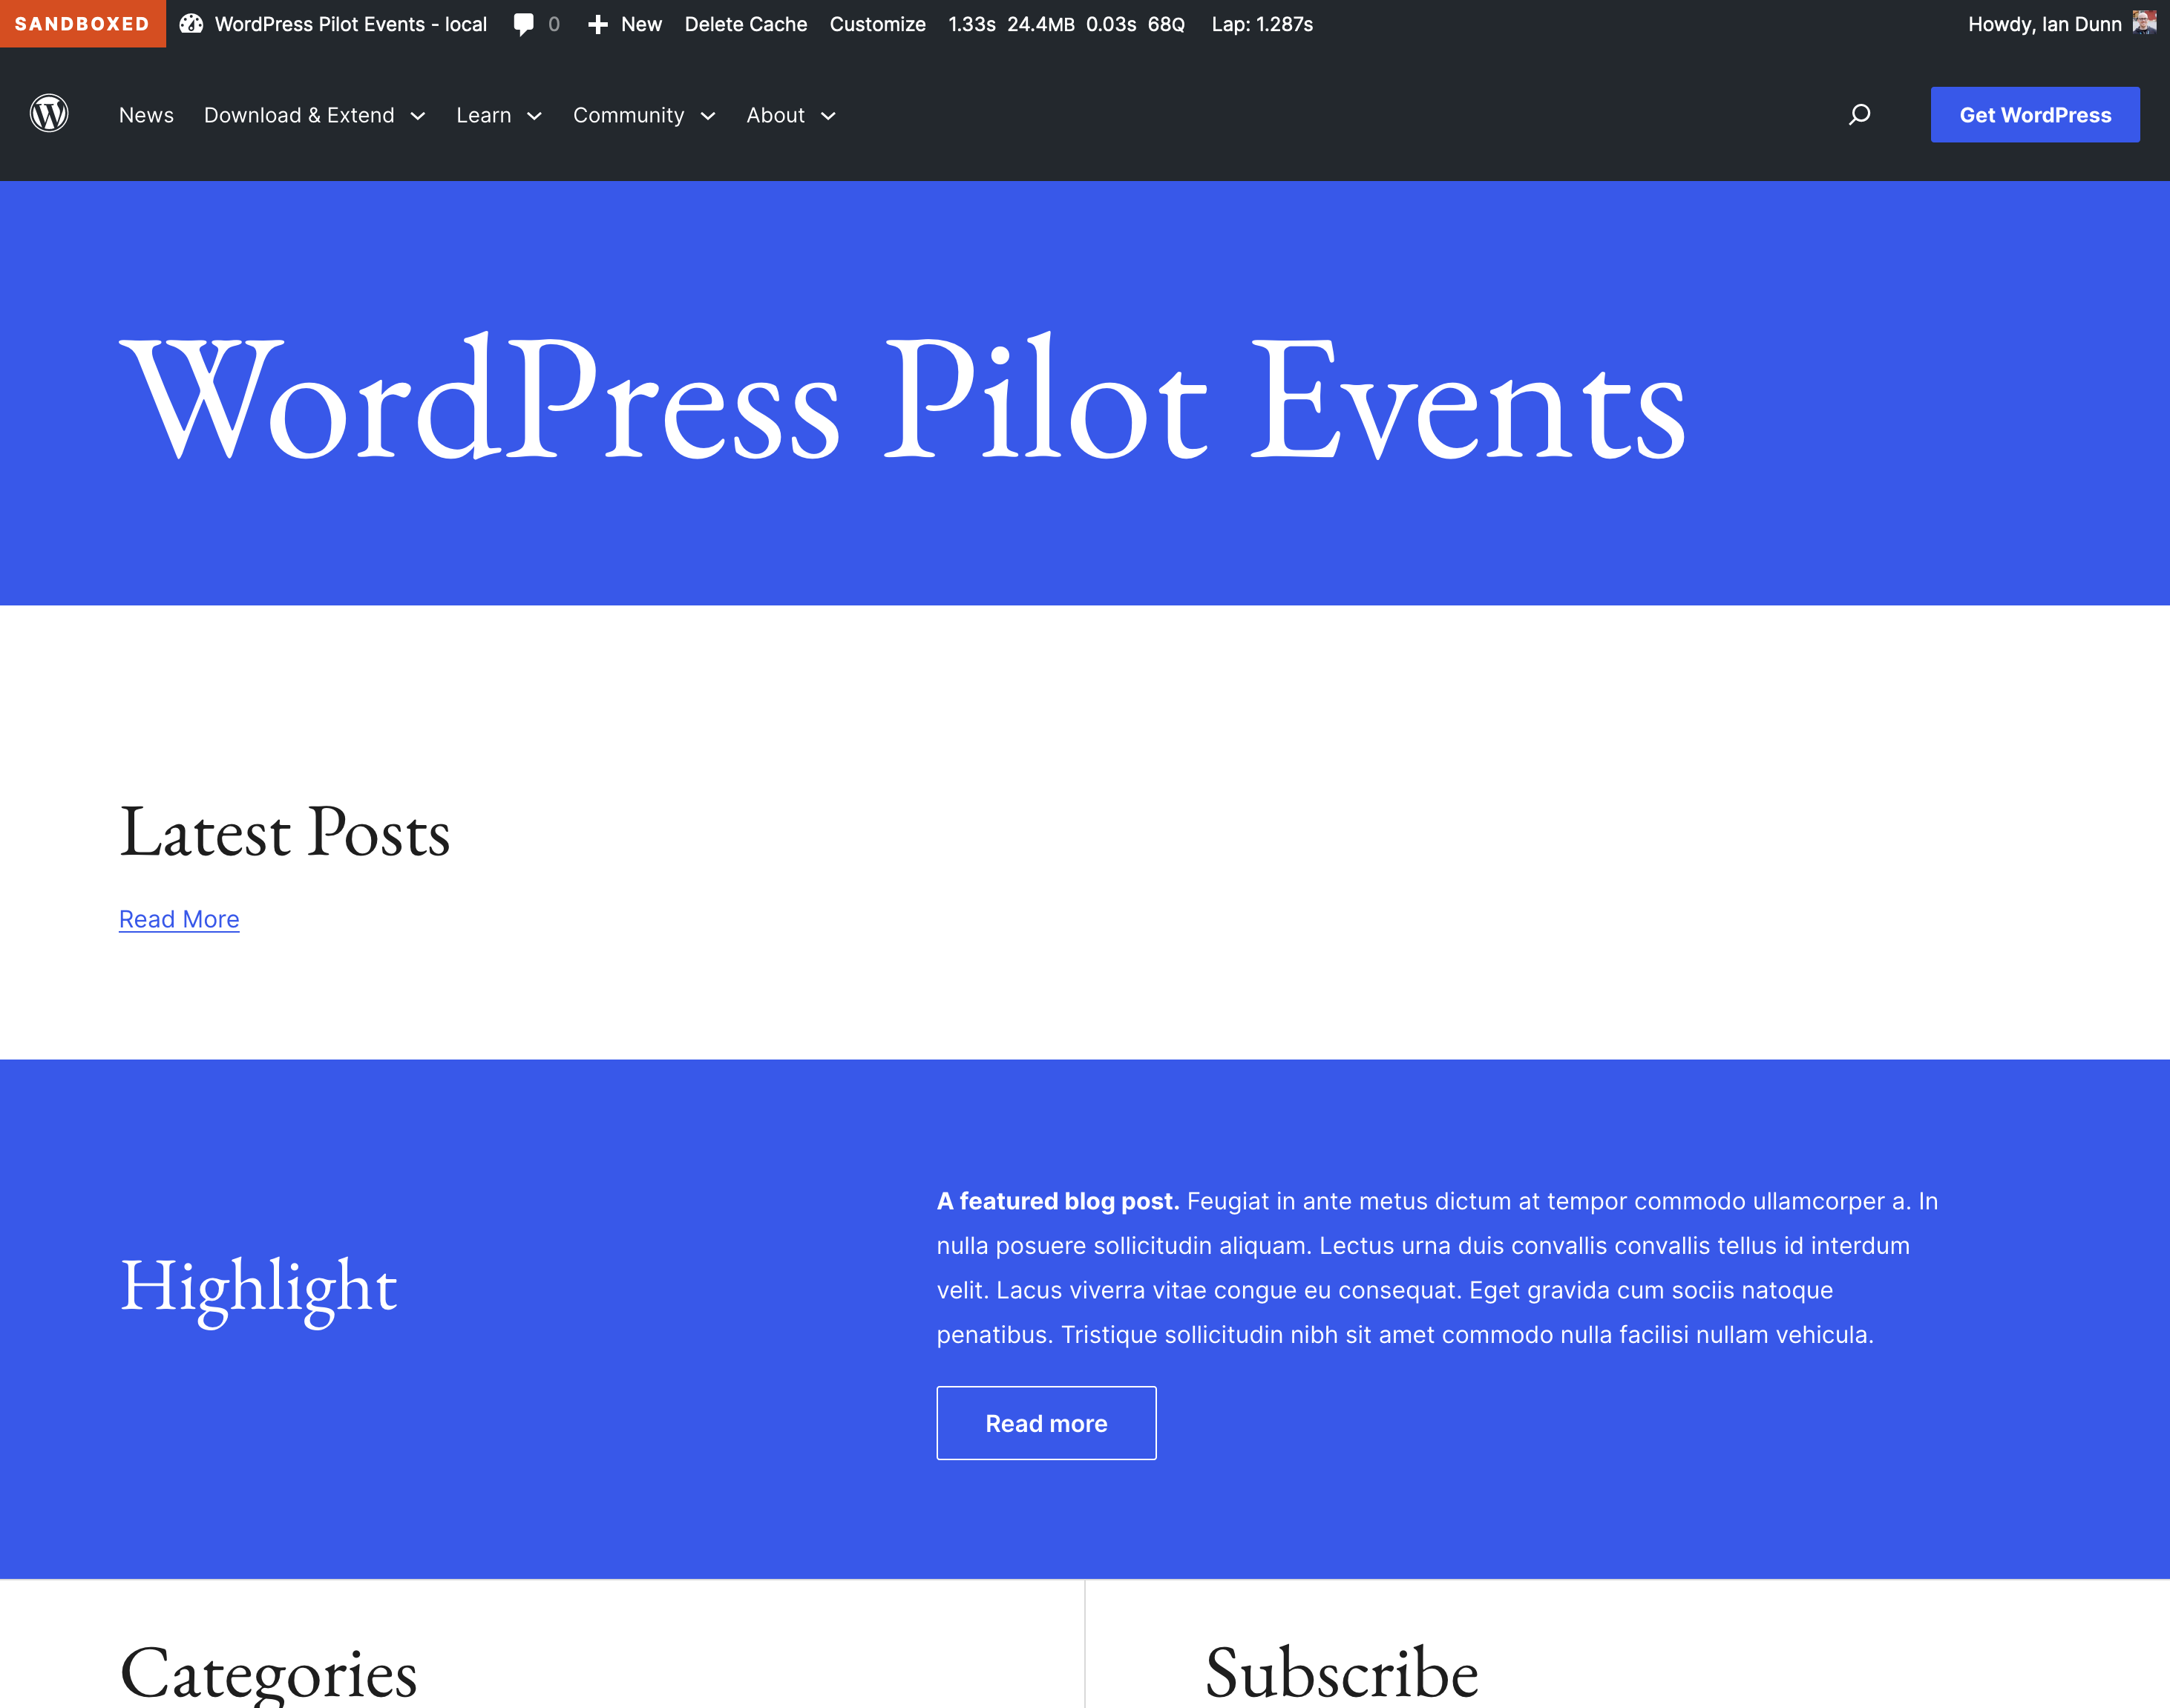 SANDBOXED WordPress Pilot Events - local 0 New Delete Cache Customize 1.33s 24.4MB 0.03s 68Q Lap: 1.287s Howdy, Ian Dunn
News Download & Extend Learn Community About Get WordPress
WordPress Pilot Events
Latest Posts
Read More
Highlight
A featured blog post. Feugiat in ante metus dictum at tempor commodo ullamcorper a. In
nulla posuere sollicitudin aliquam. Lectus urna duis convallis convallis tellus id interdum
velit. Lacus viverra vitae congue eu consequat. Eget gravida cum sociis natoque
penatibus. Tristique sollicitudin nibh sit amet commodo nulla facilisi nullam vehicula.
Read more
Categories
Subscribe